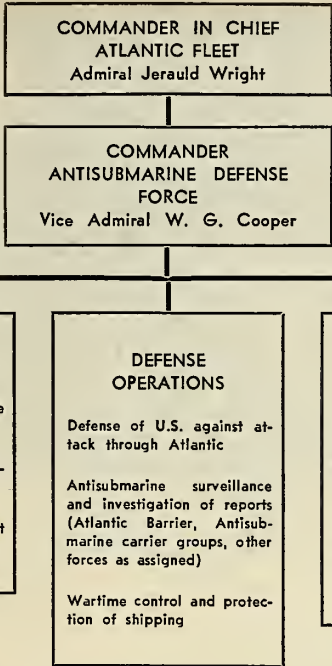 COMMANDER IN CHIEF
ATLANTIC FLEET
Admiral Jerauld Wright
COMMANDER
ANTISUBMARINE DEFENSE
FORCE
Vice Admiral W. G. Cooper
DEFENSE
OPERATIONS
Defense of U.S. against at-
tack through Atlantic
Antisubmarine surveillance
and investigation of reports
(Atlantic Barrier, Antisub-
marine carrier groups, other
forces as assigned)
Wartime control and protec-
tion of shipping